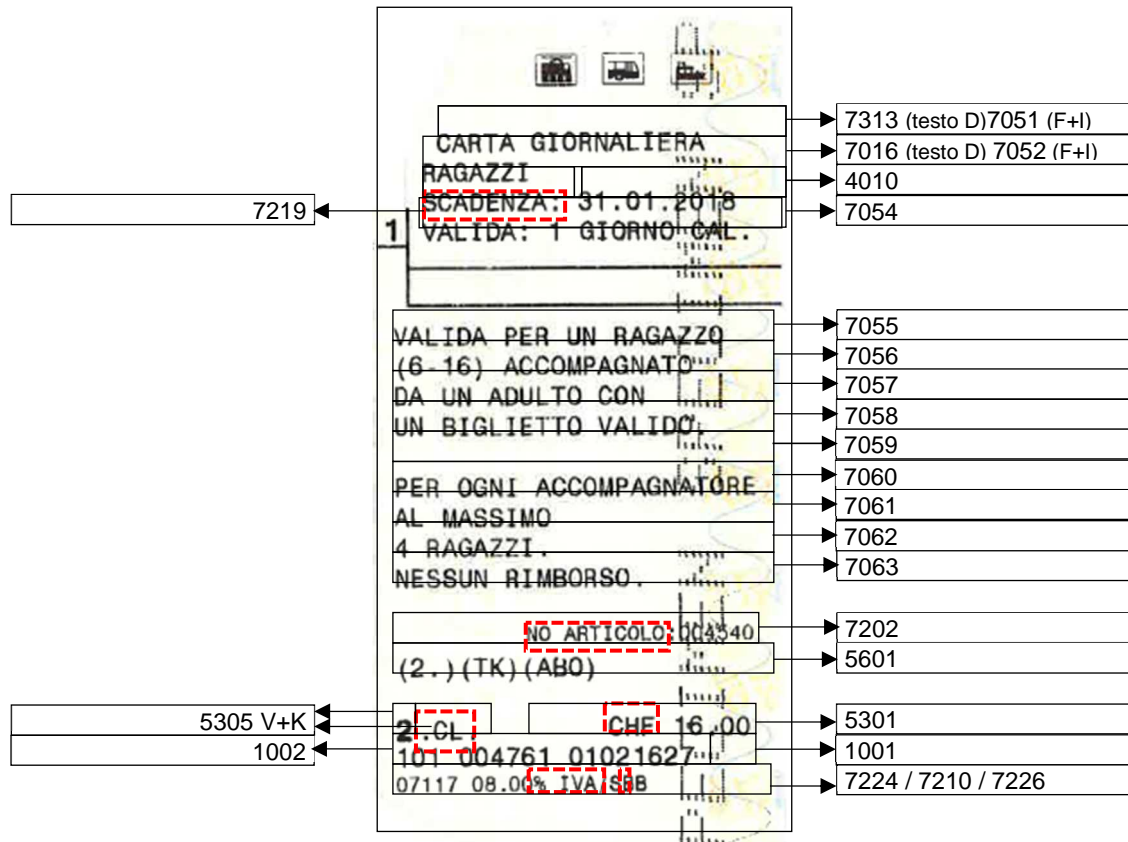 7313 (testo D)7051 (F+I)
CARTA GIORNALIERA
7016 (testo D) 7052 (F+I)
RAGAZZI
4010
7219
SCADENZA: 31.01.2018
7054
1
VALIDA: 1 GIORNO CAL.
VALIDA PER UN RAGAZZO
7055
(6-16) ACCOMPAGNATO
7056
DA UN ADULTO CON
7057
UN BIGLIETTO VALIDO.
7058
7059
PER OGNI ACCOMPAGNATORE
7060
AL MASSIMO
7061
4 RAGAZZI.
7062
NESSUN RIMBORSO.
7063
NO ARTICOLO:004540
7202
(2.)(TK)(ABO)
5601
5305 V+K
2.CL
CHF 16.00
5301
1002
101 004761 01021627
1001
07117 08.00% IVA/SBB
7224 / 7210 / 7226